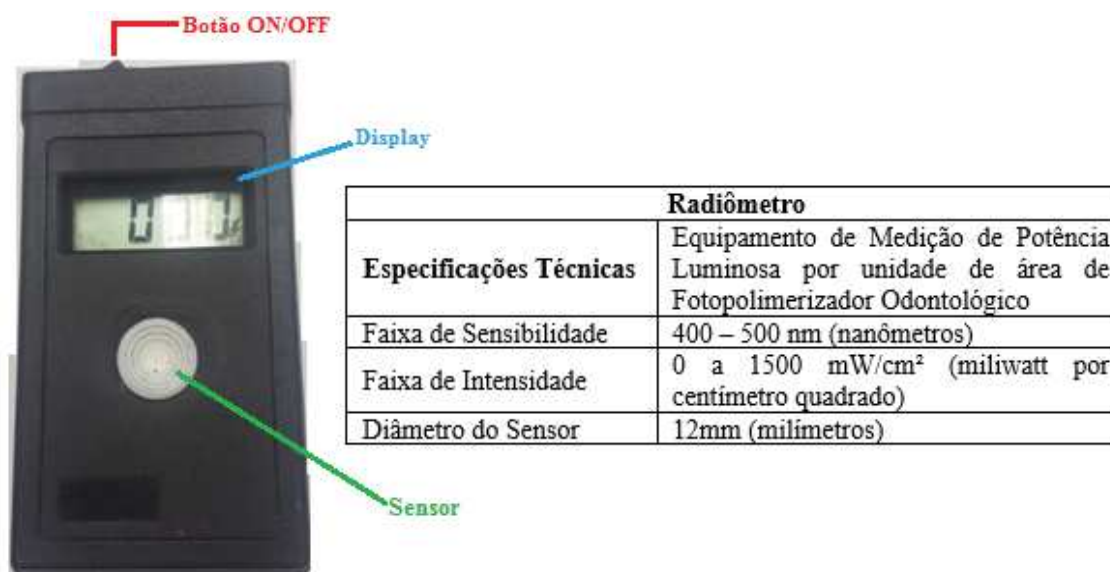 Botão ON/OFF
Display
Radiômetro
Especificações Técnicas
Equipamento de Medição de Potência
Luminosa por unidade de área de
Fotopolimerizador Odontológico
Faixa de Sensibilidade
400 – 500 nm (nanômetros)
Faixa de Intensidade
0 a 1500 mW/cm² (miliwatt por
centímetro quadrado)
Diâmetro do Sensor
12mm (milímetros)
Sensor